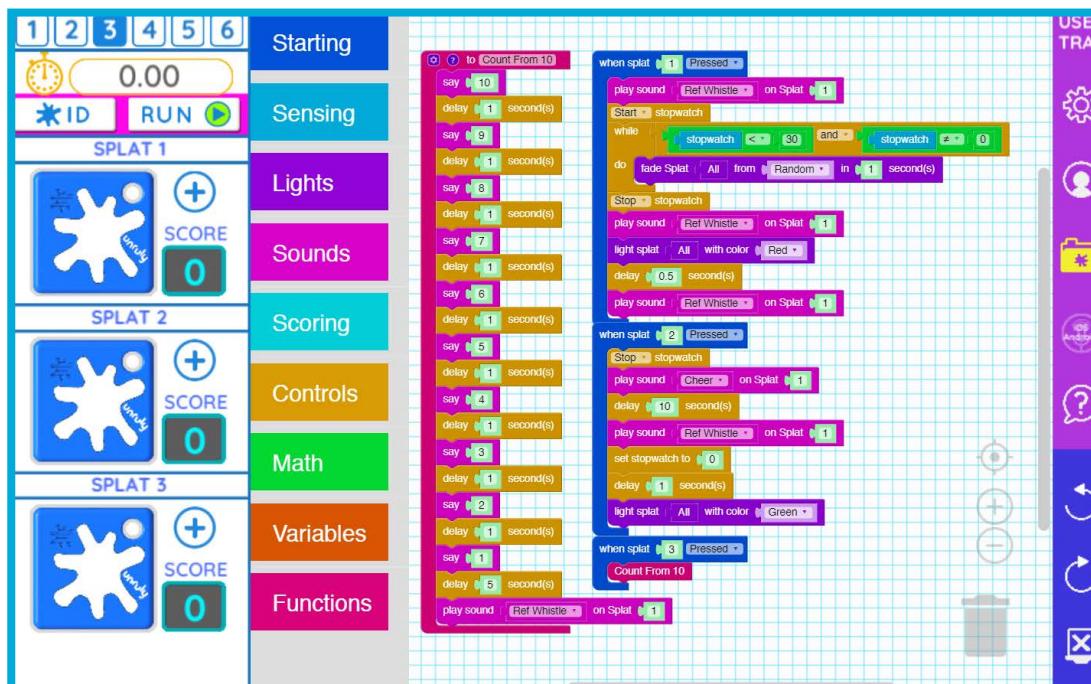 1 2 3 4 5 6
0.00
ID RUN
SPLAT 1
unruly
SCORE
0
SPLAT 2
unruly
SCORE
0
SPLAT 3
unruly
SCORE
0
Starting
Sensing
Lights
Sounds
Scoring
Controls
Math
Variables
Functions
? to Count From 10
say 10
delay 1 second(s)
say 9
delay 1 second(s)
say 8
delay 1 second(s)
say 7
delay 1 second(s)
say 6
delay 1 second(s)
say 5
delay 1 second(s)
say 4
delay 1 second(s)
say 3
delay 1 second(s)
say 2
delay 1 second(s)
say 1
delay 5 second(s)
play sound Ref Whistle on Splat 1
when splat 1 Pressed
play sound Ref Whistle on Splat 1
Start stopwatch
while stopwatch < 30 and stopwatch ≠ 0
do fade Splat All from Random in 1 second(s)
Stop stopwatch
play sound Ref Whistle on Splat 1
light splat All with color Red
delay 0.5 second(s)
play sound Ref Whistle on Splat 1
when splat 2 Pressed
Stop stopwatch
play sound Cheer on Splat 1
delay 10 second(s)
play sound Ref Whistle on Splat 1
set stopwatch to 0
delay 1 second(s)
light splat All with color Green
when splat 3 Pressed
Count From 10
USE
TRA
iOS
?